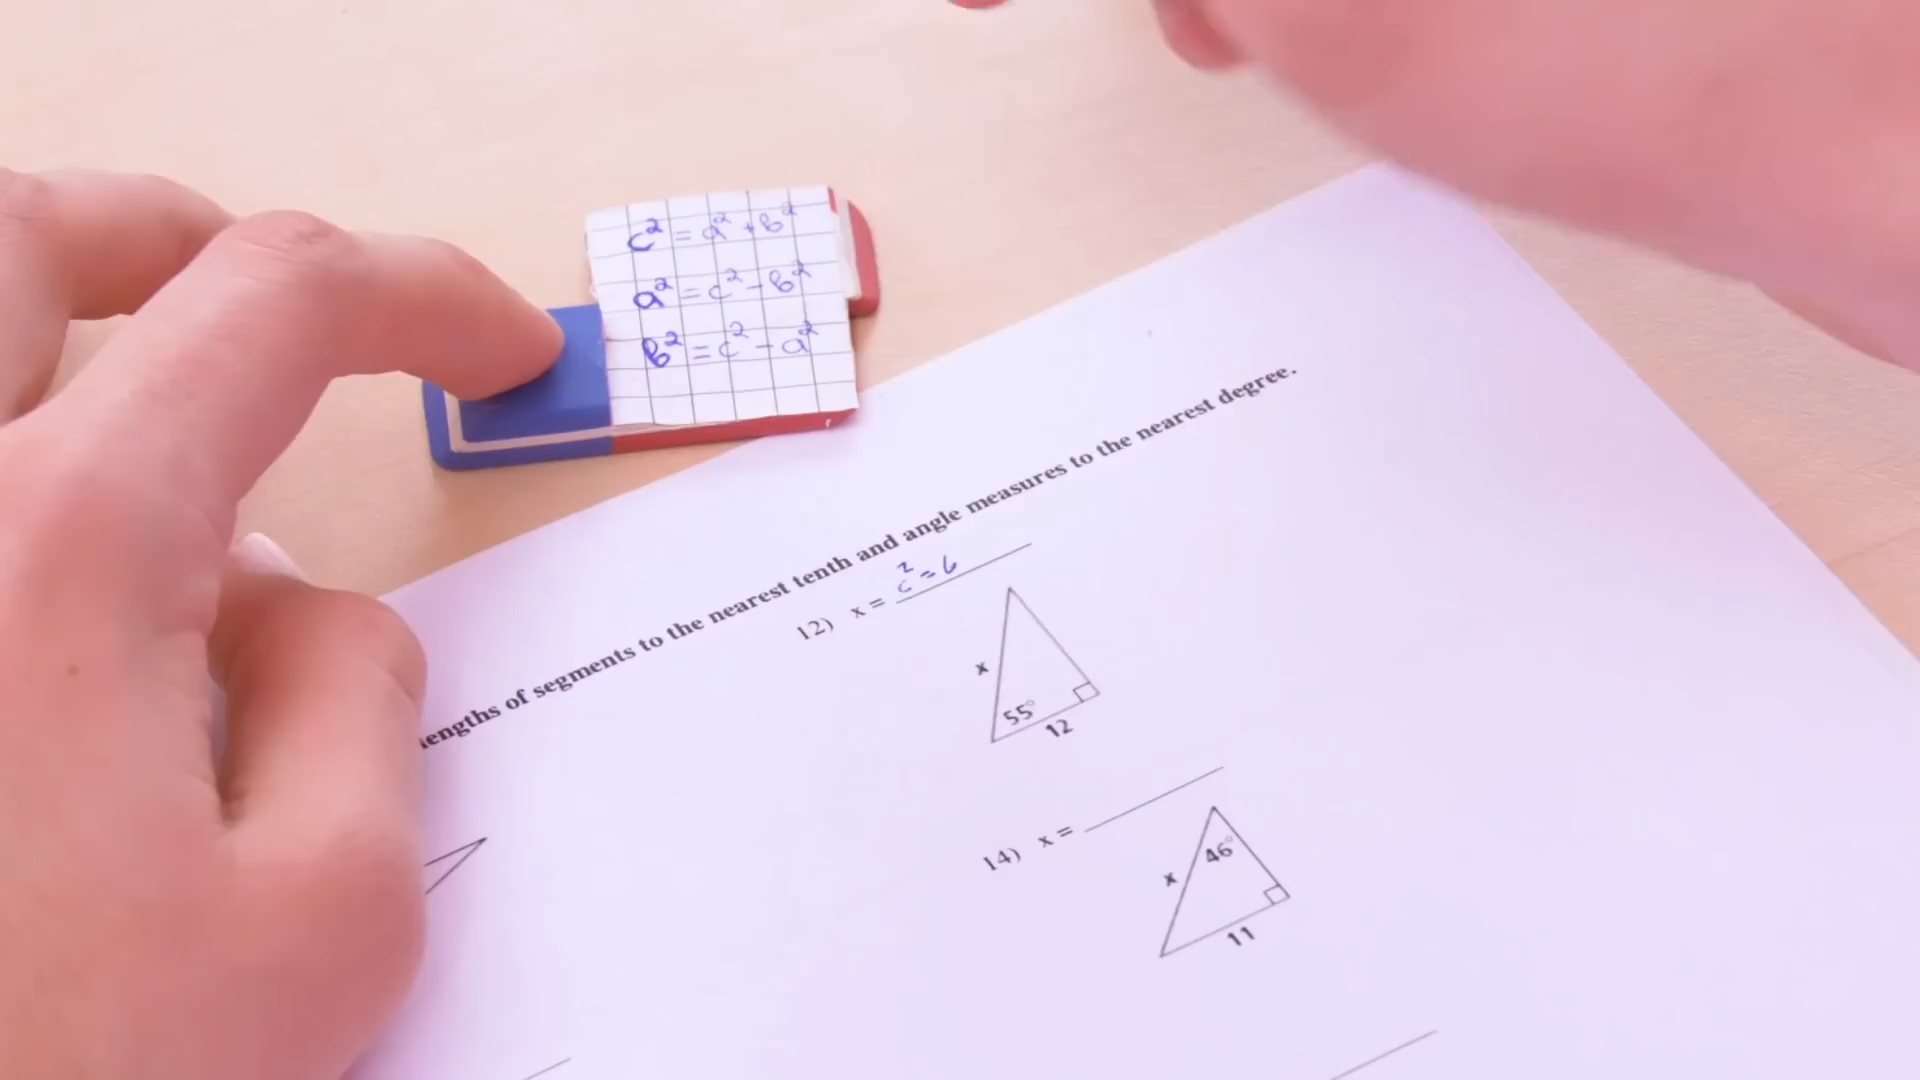 c² = a² + b²
a² = c² - b²
b² = c² - a²
lengths of segments to the nearest tenth and angle measures to the nearest degree.
12) x = c² = 6
x
55°
12
14) x =
46°
x
11